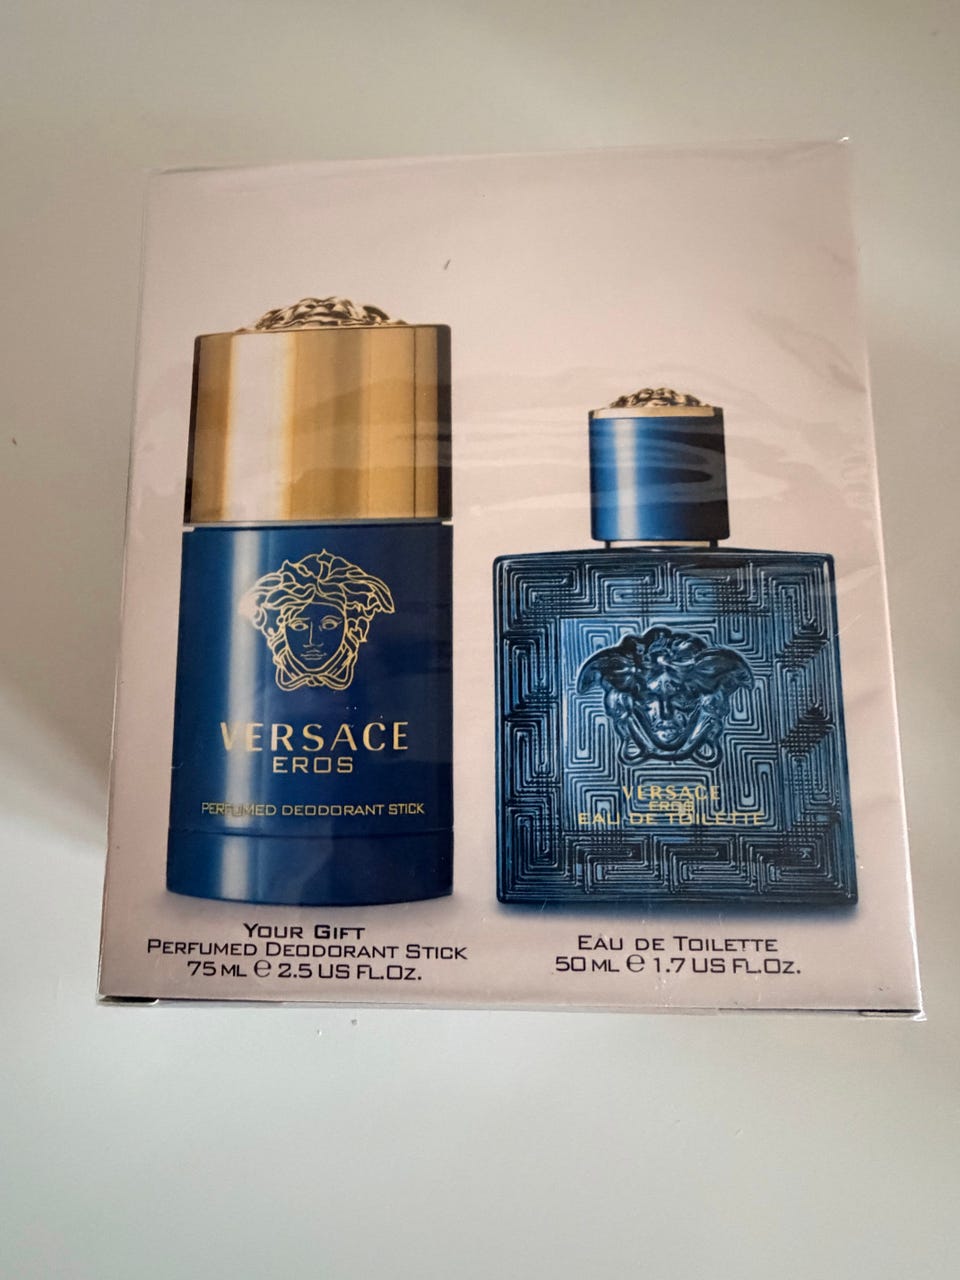 VERSACE
EROS
PERFUMED DEODORANT STICK
VERSACE
EROS
EAU DE TOILETTE
YOUR GIFT
PERFUMED DEODORANT STICK
75 ML ℮ 2.5 US FL.OZ.
EAU DE TOILETTE
50 ML ℮ 1.7 US FL.OZ.